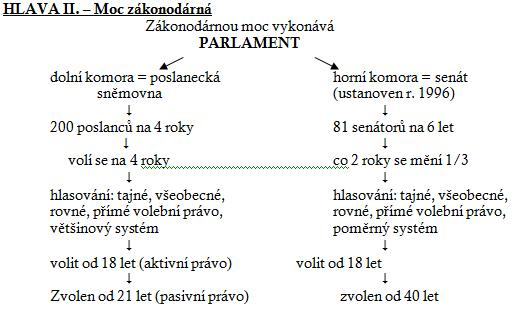 HLAVA II. – Moc zákonodárná
Zákonodárnou moc vykonává
PARLAMENT
dolní komora = poslanecká
sněmovna
↓
200 poslanců na 4 roky
↓
volí se na 4 roky
↓
hlasování: tajné, všeobecné,
rovné, přímé volební právo,
většinový systém
↓
volit od 18 let (aktivní právo)
↓
Zvolen od 21 let (pasivní právo)
horní komora = senát
(ustanoven r. 1996)
↓
81 senátorů na 6 let
↓
co 2 roky se mění 1/3
↓
hlasování: tajné, všeobecné,
rovné, přímé volební právo,
poměrný systém
↓
volit od 18 let
↓
zvolen od 40 let